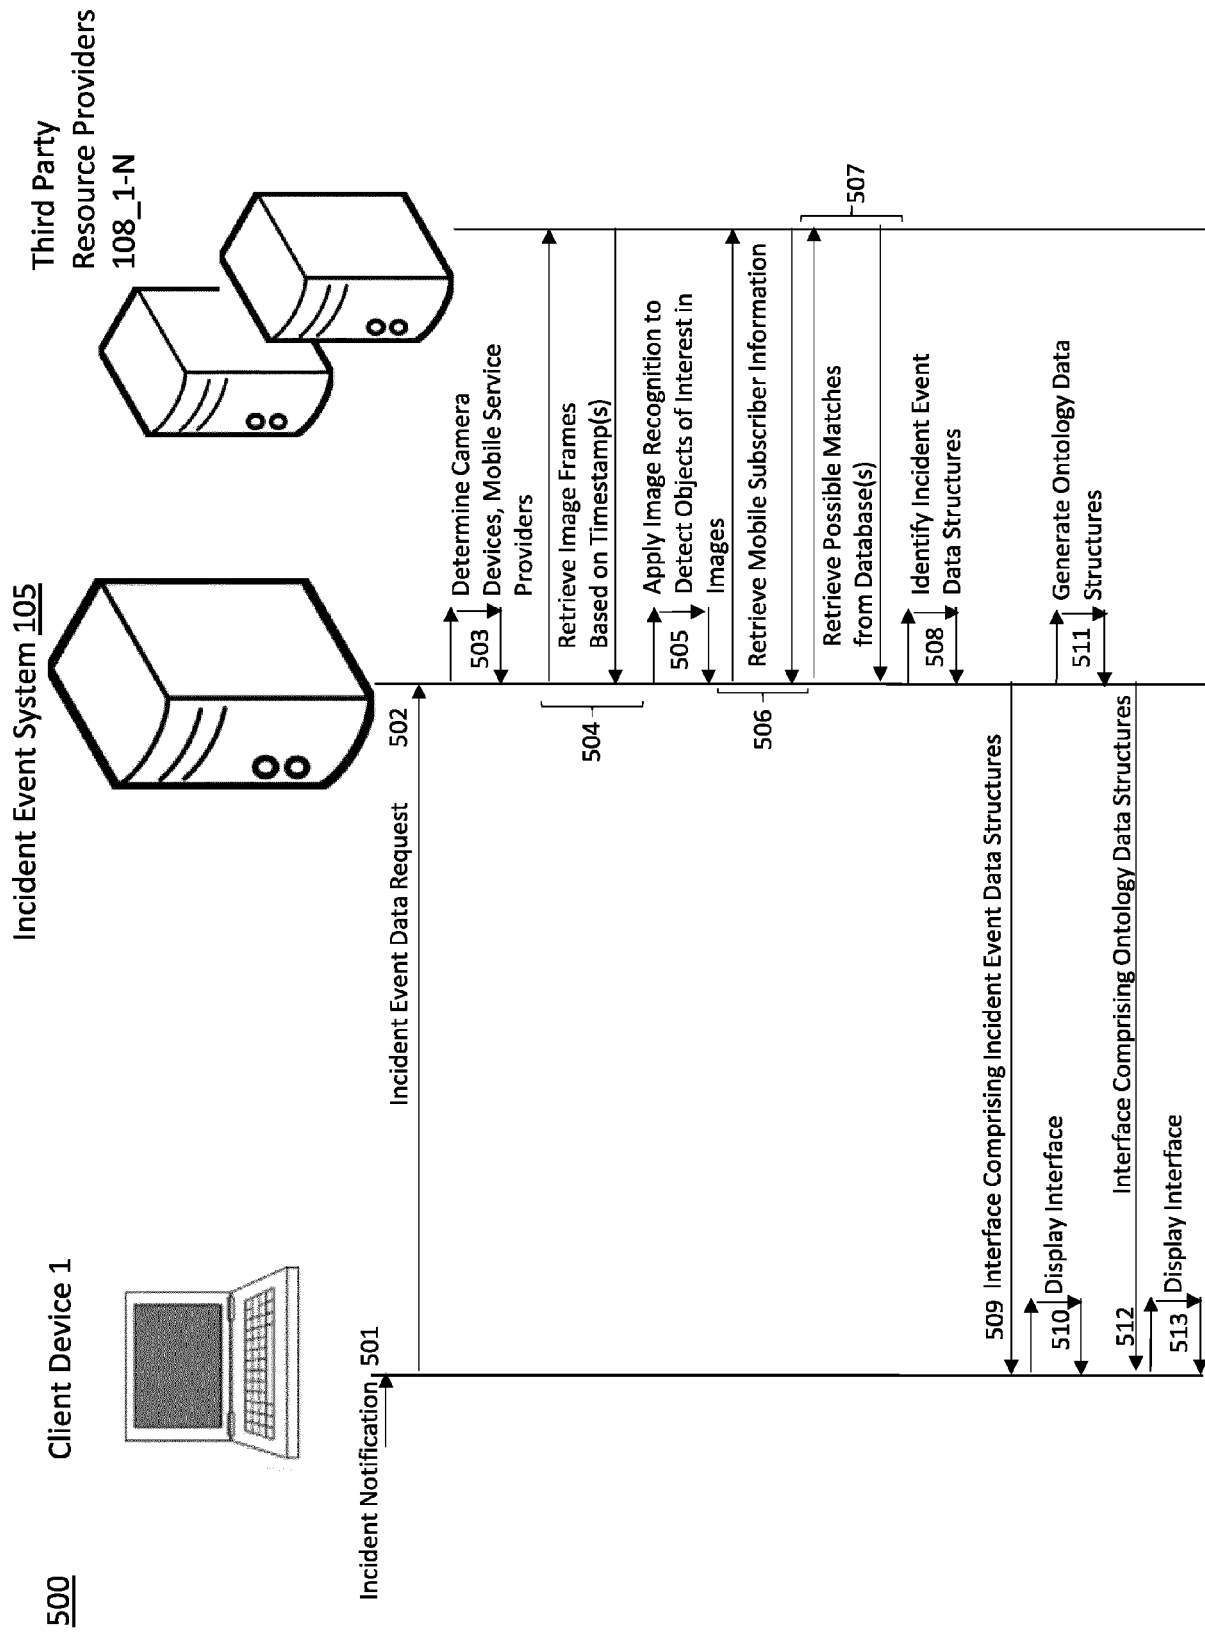 500
Client Device 1
Incident Event System 105
Third Party
Resource Providers
108_1-N
Incident Notification
501
Incident Event Data Request
502
503
Determine Camera
Devices, Mobile Service
Providers
504
Retrieve Image Frames
Based on Timestamp(s)
505
Apply Image Recognition to
Detect Objects of Interest in
Images
506
Retrieve Mobile Subscriber Information
507
Retrieve Possible Matches
from Database(s)
508
Identify Incident Event
Data Structures
509
Interface Comprising Incident Event Data Structures
510
Display Interface
511
Generate Ontology Data
Structures
512
Interface Comprising Ontology Data Structures
513
Display Interface